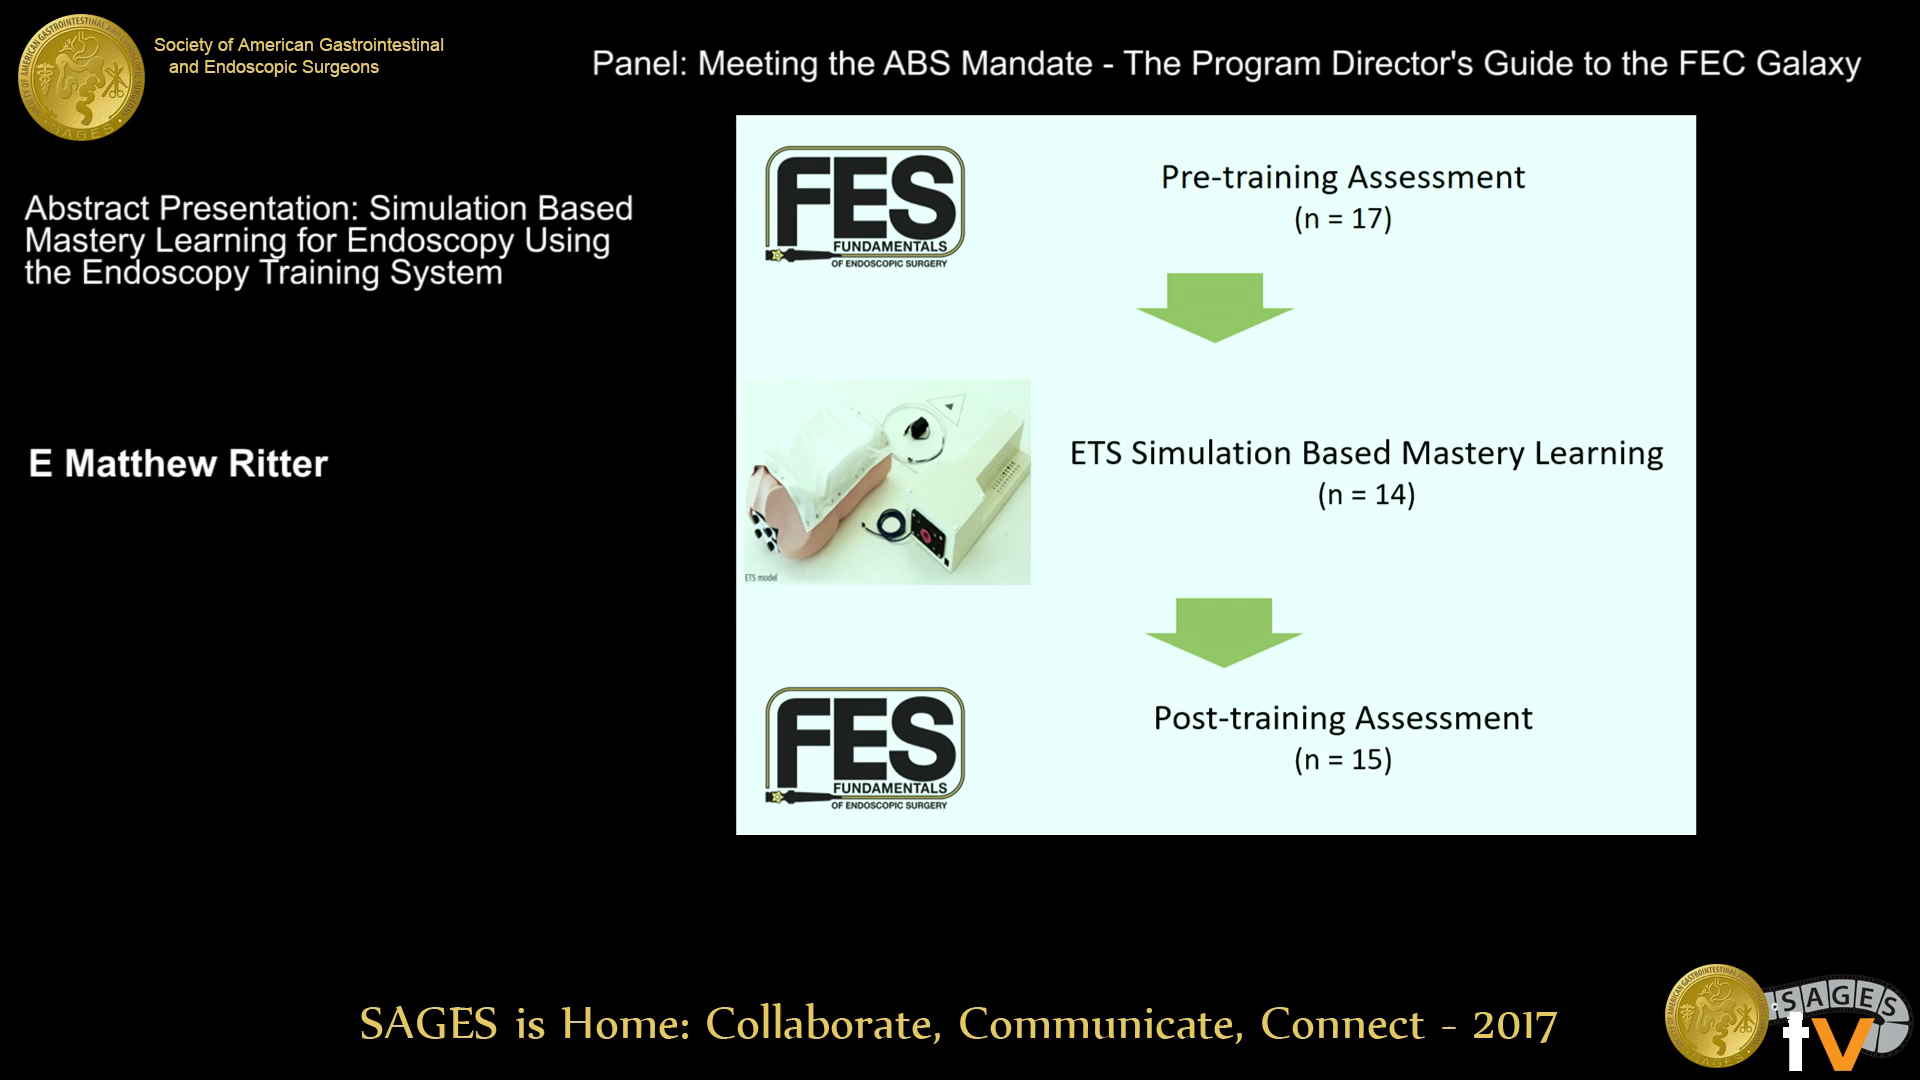 Society of American Gastrointestinal
and Endoscopic Surgeons
Panel: Meeting the ABS Mandate - The Program Director's Guide to the FEC Galaxy
Abstract Presentation: Simulation Based
Mastery Learning for Endoscopy Using
the Endoscopy Training System
E Matthew Ritter
FES
FUNDAMENTALS
OF ENDOSCOPIC SURGERY
Pre-training Assessment
(n = 17)
ETS model
ETS Simulation Based Mastery Learning
(n = 14)
FES
FUNDAMENTALS
OF ENDOSCOPIC SURGERY
Post-training Assessment
(n = 15)
SAGES is Home: Collaborate, Communicate, Connect - 2017
SAGES
tv